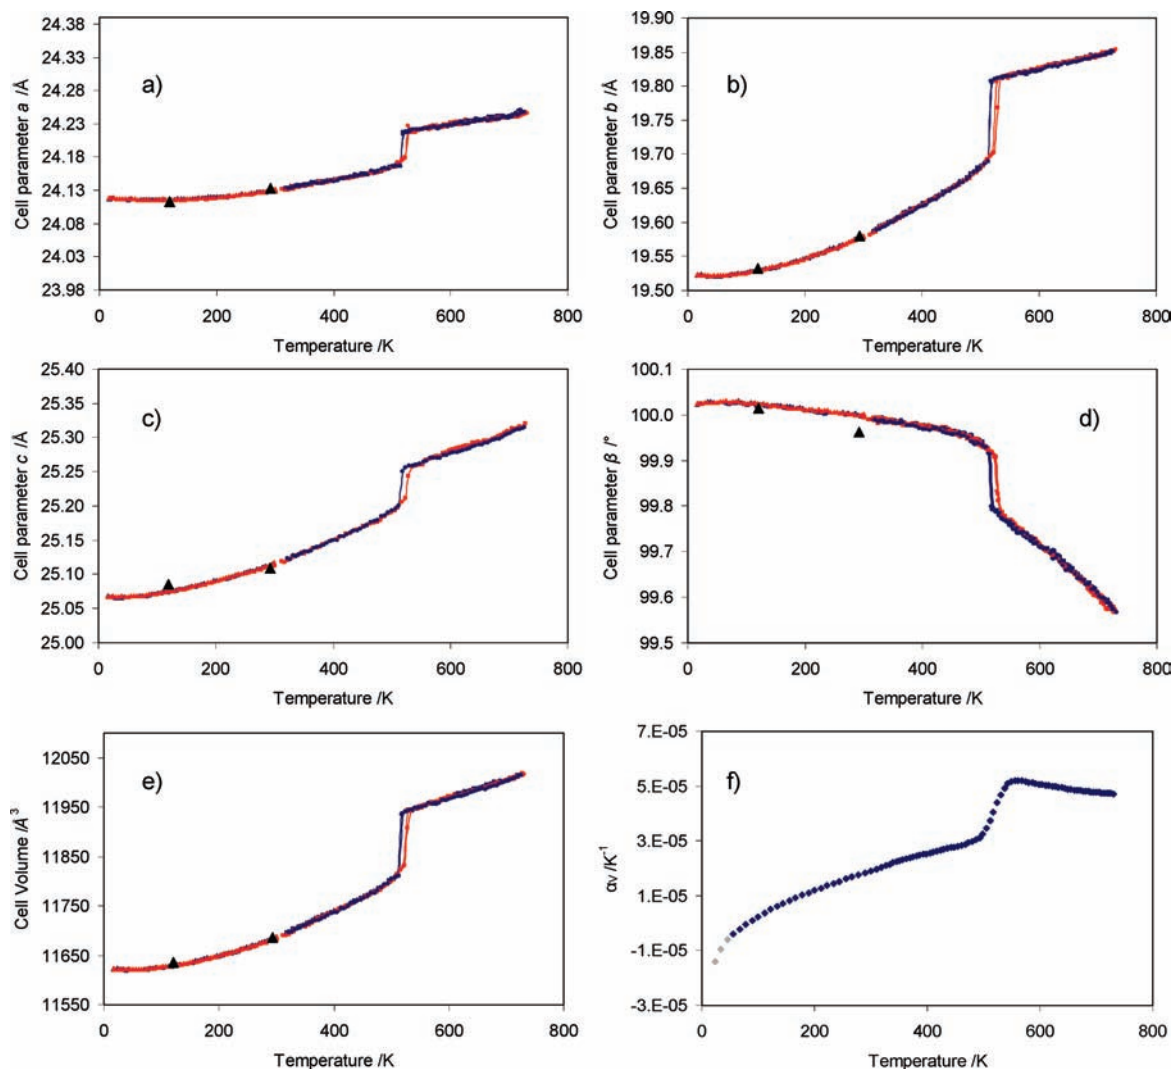 a)
Cell parameter a /Å
24.38
24.33
24.28
24.23
24.18
24.13
24.08
24.03
23.98
0 200 400 600 800
Temperature /K
b)
Cell parameter b /Å
19.90
19.85
19.80
19.75
19.70
19.65
19.60
19.55
19.50
0 200 400 600 800
Temperature /K
c)
Cell parameter c /Å
25.40
25.35
25.30
25.25
25.20
25.15
25.10
25.05
25.00
0 200 400 600 800
Temperature /K
d)
Cell parameter β /°
100.1
100.0
99.9
99.8
99.7
99.6
99.5
0 200 400 600 800
Temperature /K
e)
Cell Volume /Å³
12050
11950
11850
11750
11650
11550
0 200 400 600 800
Temperature /K
f)
αV /K⁻¹
7.E-05
5.E-05
3.E-05
1.E-05
-1.E-05
-3.E-05
0 200 400 600 800
Temperature /K